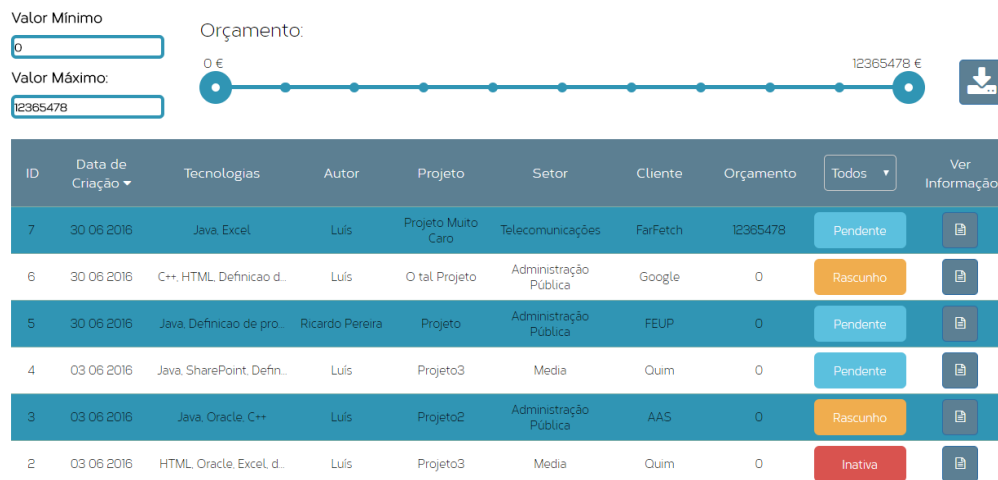 Valor Mínimo
0
Valor Máximo:
12365478
Orçamento:
0 € 12365478 €
ID Data de Criação Tecnologias Autor Projeto Setor Cliente Orçamento Todos Ver Informação
7 30 06 2016 Java, Excel Luís Projeto Muito Caro Telecomunicações FarFetch 12365478 Pendente
6 30 06 2016 C++, HTML, Definicao d... Luís O tal Projeto Administração Pública Google 0 Rascunho
5 30 06 2016 Java, Definicao de pro... Ricardo Pereira Projeto Administração Pública FEUP 0 Pendente
4 03 06 2016 Java, SharePoint, Defin... Luís Projeto3 Media Quim 0 Pendente
3 03 06 2016 Java, Oracle, C++ Luís Projeto2 Administração Pública AAS 0 Rascunho
2 03 06 2016 HTML, Oracle, Excel, d... Luís Projeto3 Media Quim 0 Inativa